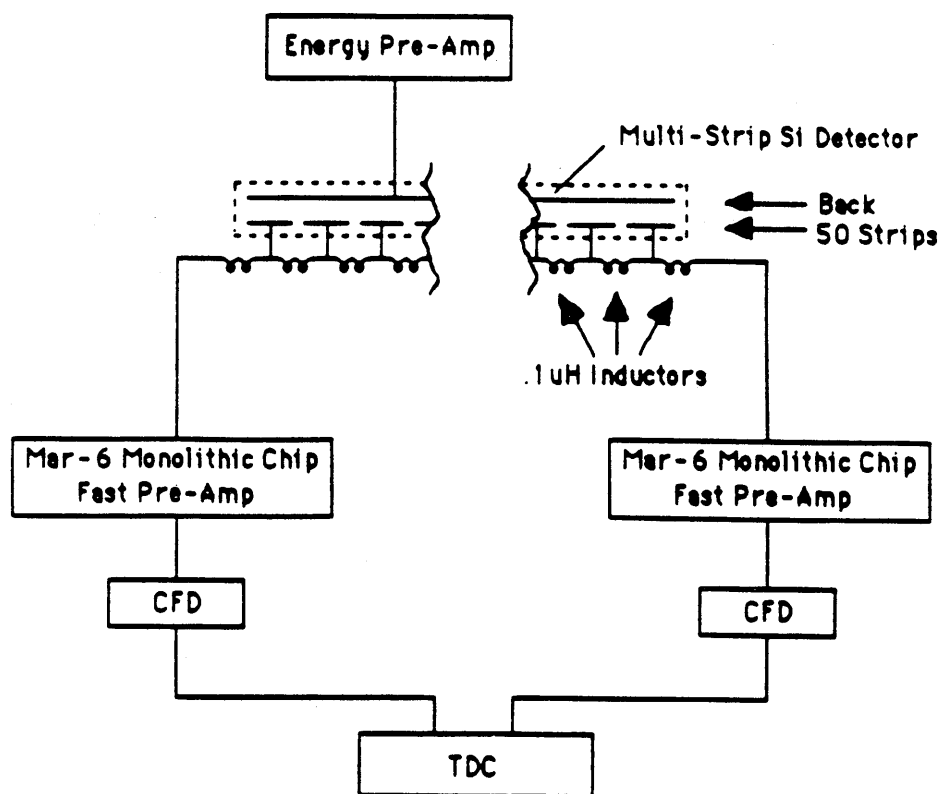 Energy Pre-Amp
Multi-Strip Si Detector
Back
50 Strips
.1uH Inductors
Mar-6 Monolithic Chip
Fast Pre-Amp
Mar-6 Monolithic Chip
Fast Pre-Amp
CFD
CFD
TDC